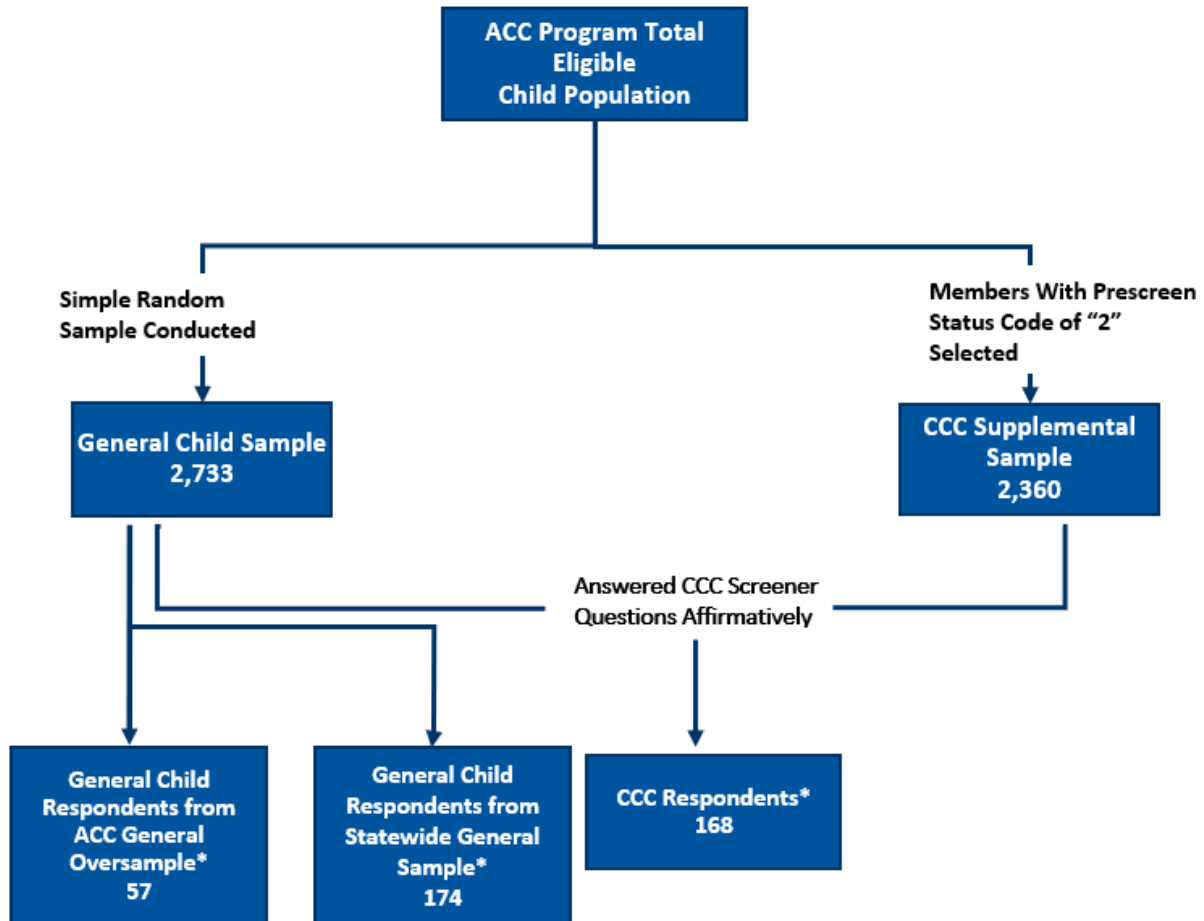 ACC Program Total
Eligible
Child Population
Simple Random
Sample Conducted
Members With Prescreen
Status Code of “2”
Selected
General Child Sample
2,733
CCC Supplemental
Sample
2,360
Answered CCC Screener
Questions Affirmatively
General Child
Respondents from
ACC General
Oversample*
57
General Child
Respondents from
Statewide General
Sample*
174
CCC Respondents*
168